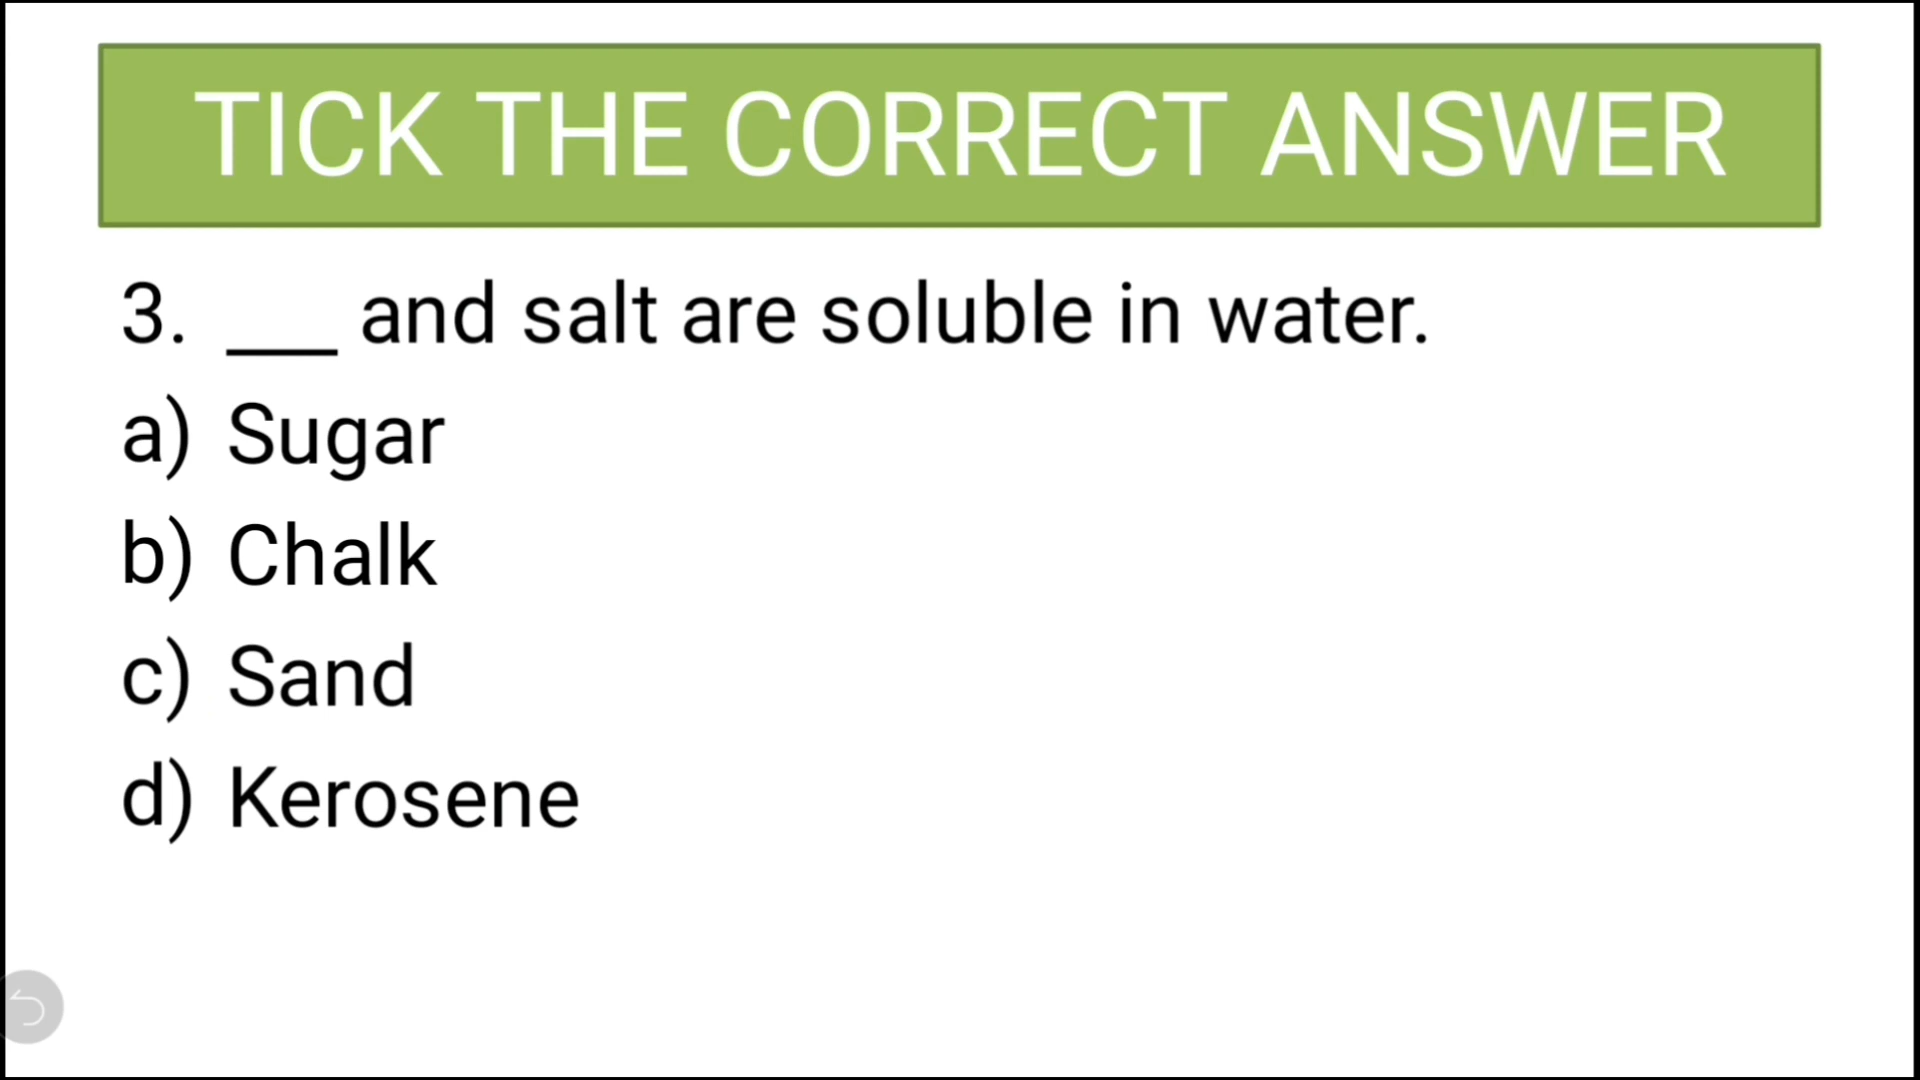 TICK THE CORRECT ANSWER
3. ___ and salt are soluble in water.
a) Sugar
b) Chalk
c) Sand
d) Kerosene